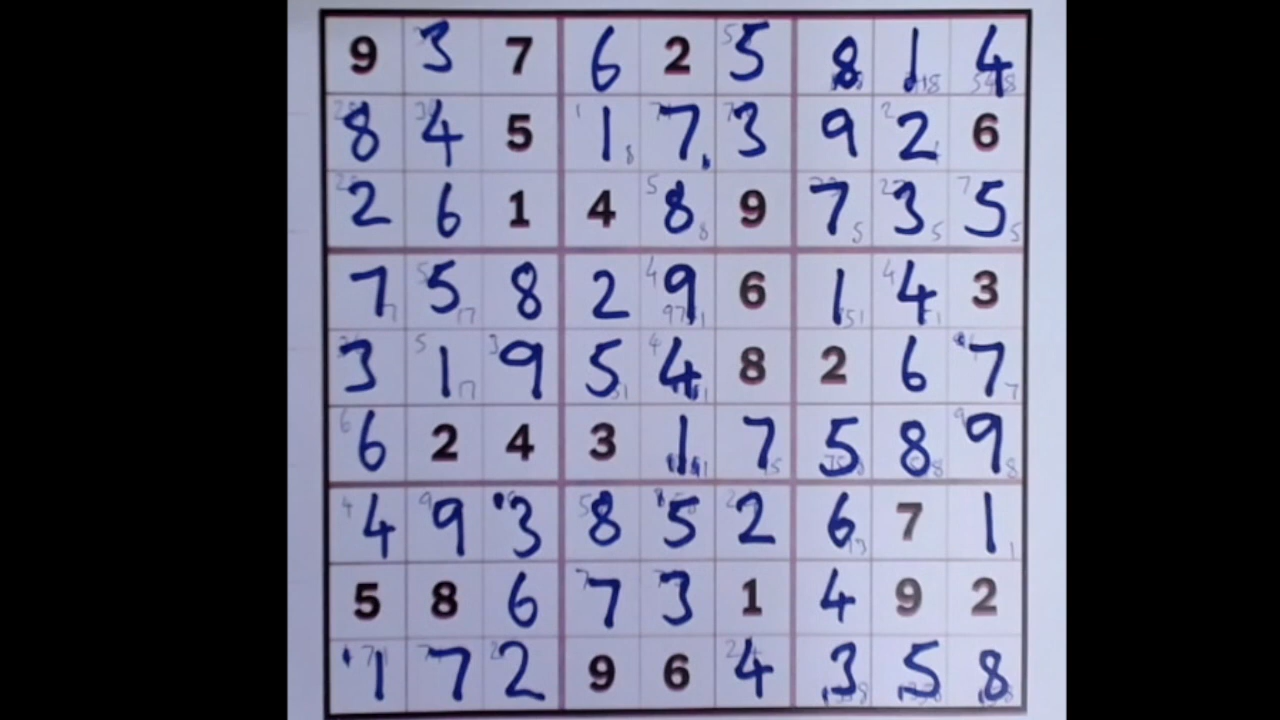 9 3 7 6 2 5 8 1 4
8 4 5 1 7 3 9 2 6
2 6 1 4 8 9 7 3 5
7 5 8 2 9 6 1 4 3
3 1 9 5 4 8 2 6 7
6 2 4 3 1 7 5 8 9
4 9 3 8 5 2 6 7 1
5 8 6 7 3 1 4 9 2
1 7 2 9 6 4 3 5 8